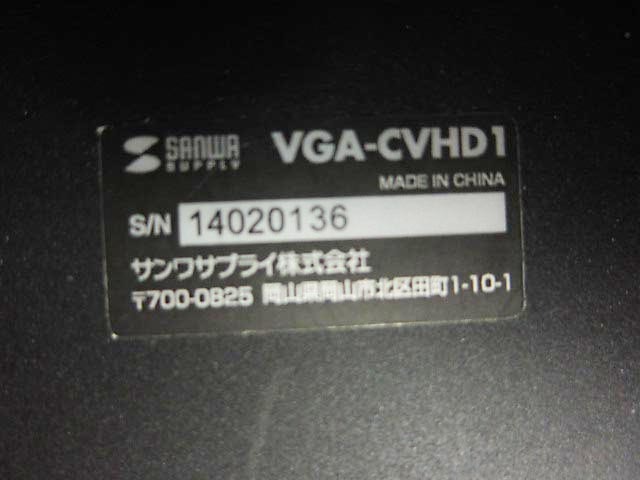 SANWA SUPPLY VGA-CVHD1
MADE IN CHINA
S/N 14020136
サンワサプライ株式会社
〒700-0825 岡山県岡山市北区田町1-10-1